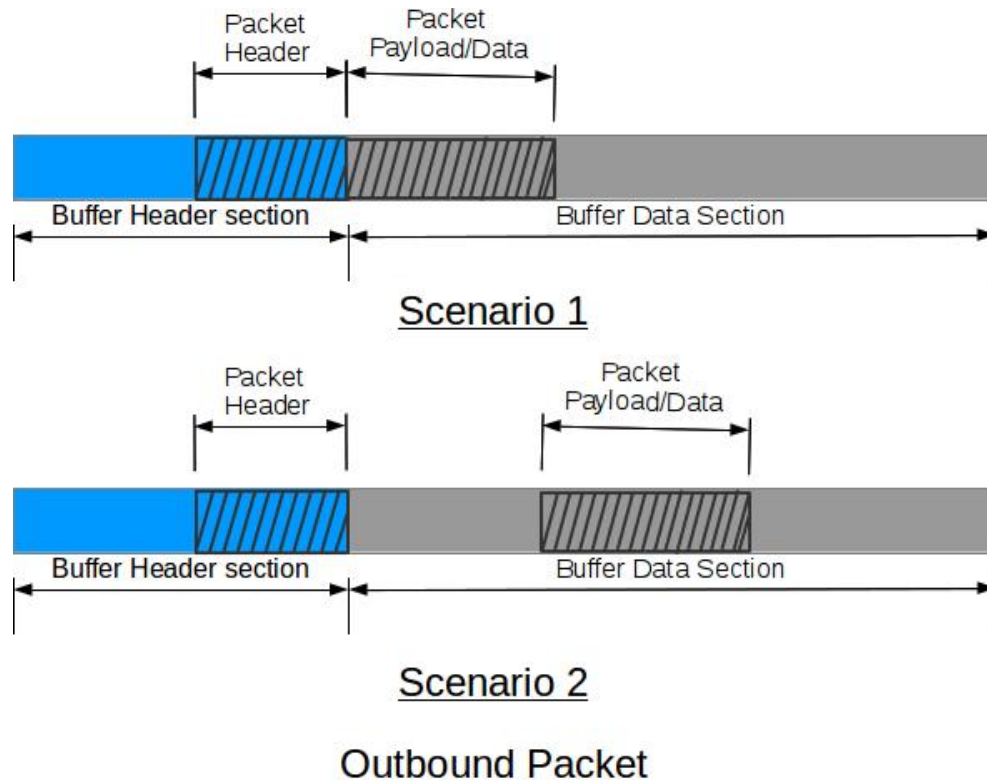 Packet
Header
Packet
Payload/Data
Buffer Header section
Buffer Data Section
Scenario 1
Packet
Header
Packet
Payload/Data
Buffer Header section
Buffer Data Section
Scenario 2
Outbound Packet